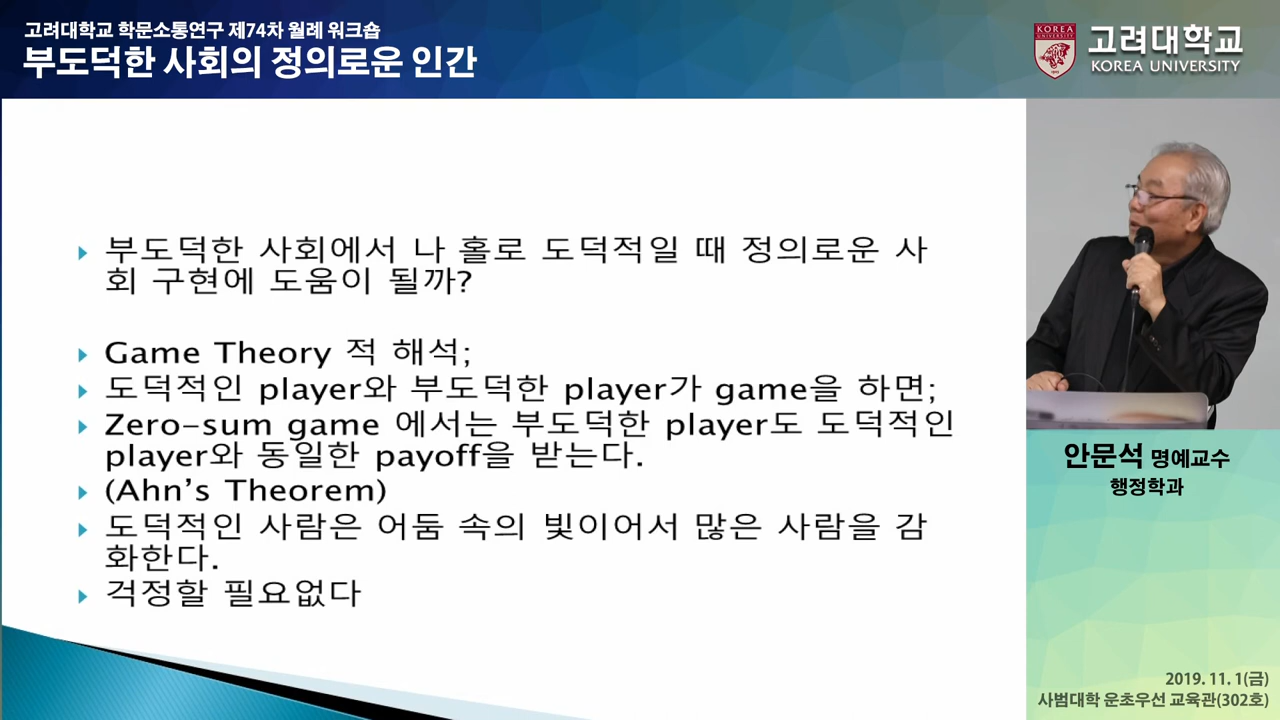 고려대학교 학문소통연구 제74차 월례 워크숍
부도덕한 사회의 정의로운 인간
KOREA
UNIVERSITY
1905
고려대학교
KOREA UNIVERSITY
부도덕한 사회에서 나 홀로 도덕적일 때 정의로운 사
회 구현에 도움이 될까?
Game Theory 적 해석;
도덕적인 player와 부도덕한 player가 game을 하면;
Zero-sum game 에서는 부도덕한 player도 도덕적인
player와 동일한 payoff을 받는다.
(Ahn's Theorem)
도덕적인 사람은 어둠 속의 빛이어서 많은 사람을 감
화한다.
걱정할 필요없다
안문석 명예교수
행정학과
2019. 11. 1(금)
사범대학 운초우선 교육관(302호)